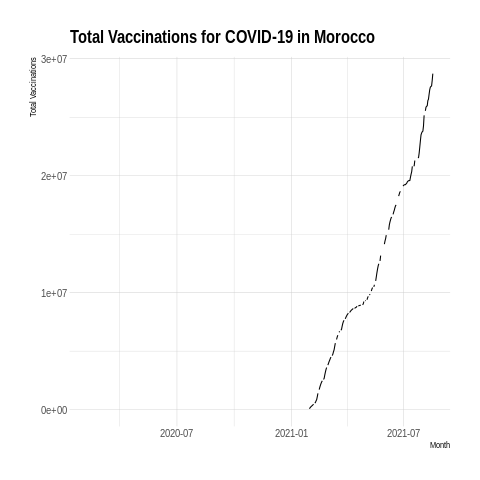 Total Vaccinations for COVID-19 in Morocco
Total Vaccinations
3e+07
2e+07
1e+07
0e+00
2020-07
2021-01
2021-07
Month